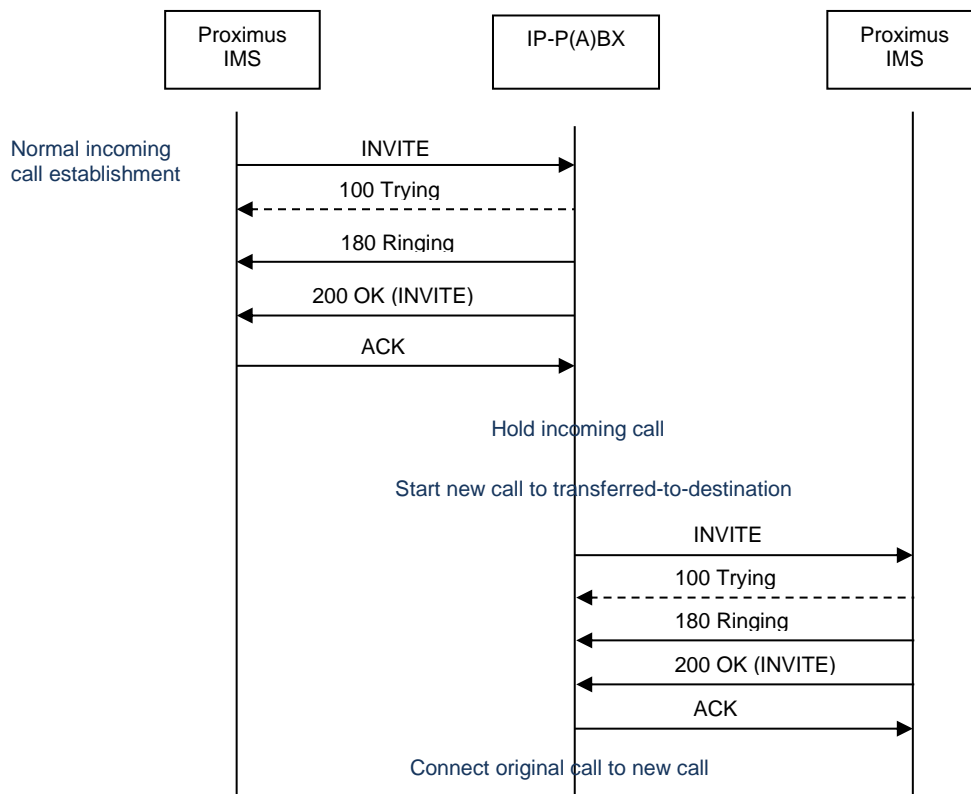 Proximus
IMS
IP-P(A)BX
Proximus
IMS
Normal incoming
call establishment
INVITE
100 Trying
180 Ringing
200 OK (INVITE)
ACK
Hold incoming call
Start new call to transferred-to-destination
INVITE
100 Trying
180 Ringing
200 OK (INVITE)
ACK
Connect original call to new call